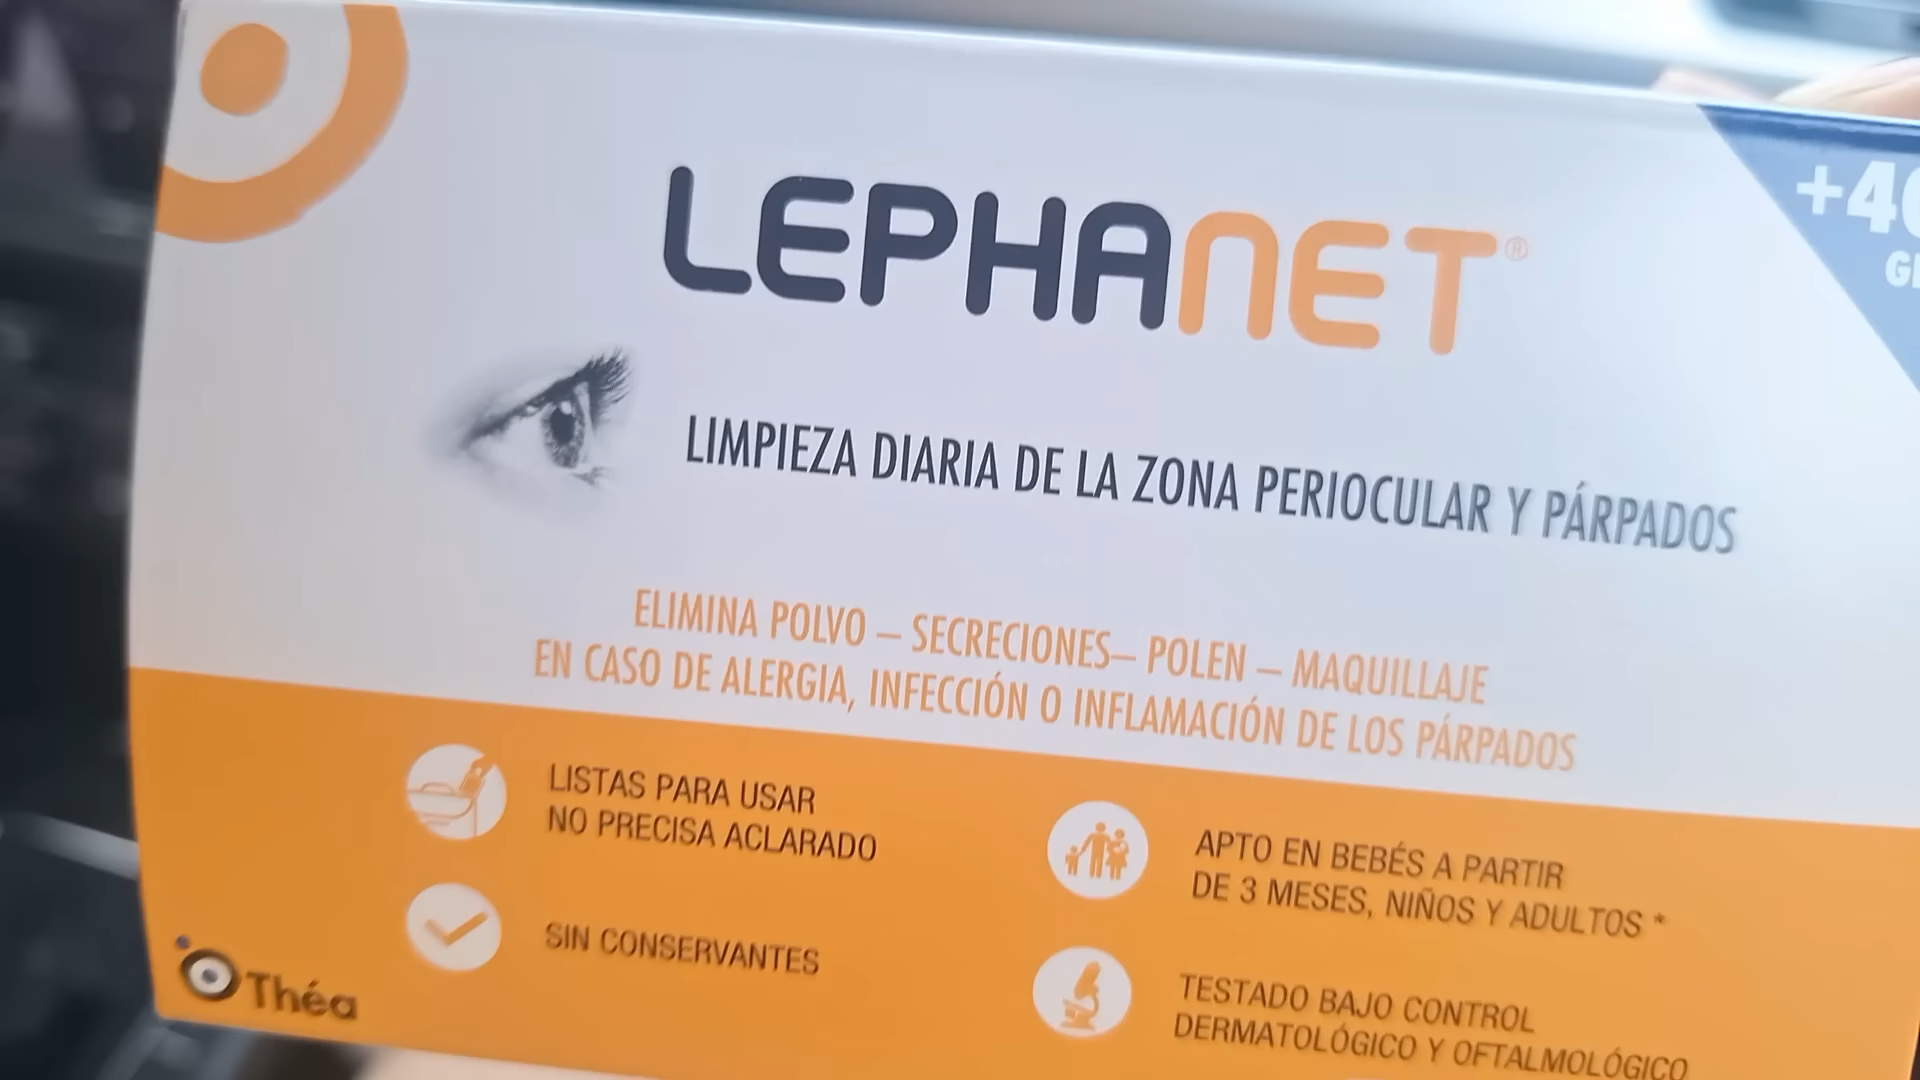 LEPHANET®
LIMPIEZA DIARIA DE LA ZONA PERIOCULAR Y PÁRPADOS
ELIMINA POLVO – SECRECIONES– POLEN – MAQUILLAJE
EN CASO DE ALERGIA, INFECCIÓN O INFLAMACIÓN DE LOS PÁRPADOS
LISTAS PARA USAR
NO PRECISA ACLARADO
SIN CONSERVANTES
APTO EN BEBÉS A PARTIR
DE 3 MESES, NIÑOS Y ADULTOS *
TESTADO BAJO CONTROL
DERMATOLÓGICO Y OFTALMOLÓGICO
Théa